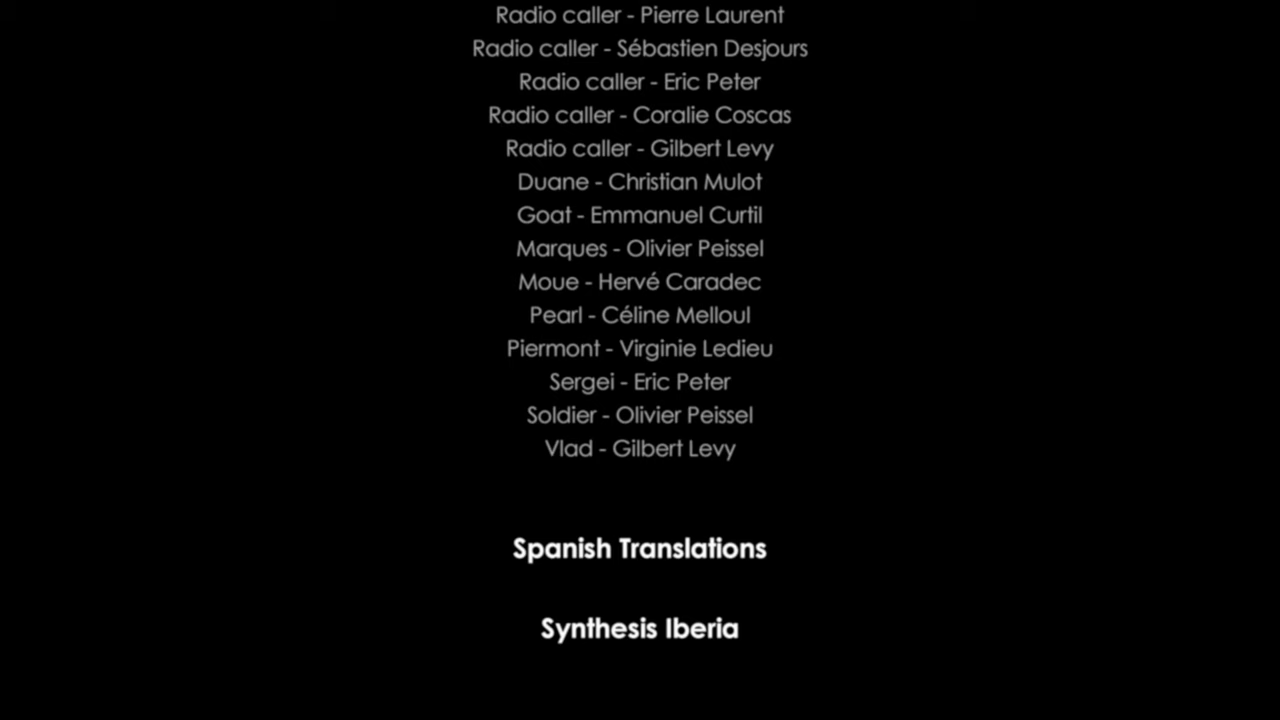 Radio caller - Pierre Laurent
Radio caller - Sébastien Desjours
Radio caller - Eric Peter
Radio caller - Coralie Coscas
Radio caller - Gilbert Levy
Duane - Christian Mulot
Goat - Emmanuel Curtil
Marques - Olivier Peissel
Moue - Hervé Caradec
Pearl - Céline Melloul
Piermont - Virginie Ledieu
Sergei - Eric Peter
Soldier - Olivier Peissel
Vlad - Gilbert Levy
Spanish Translations
Synthesis Iberia